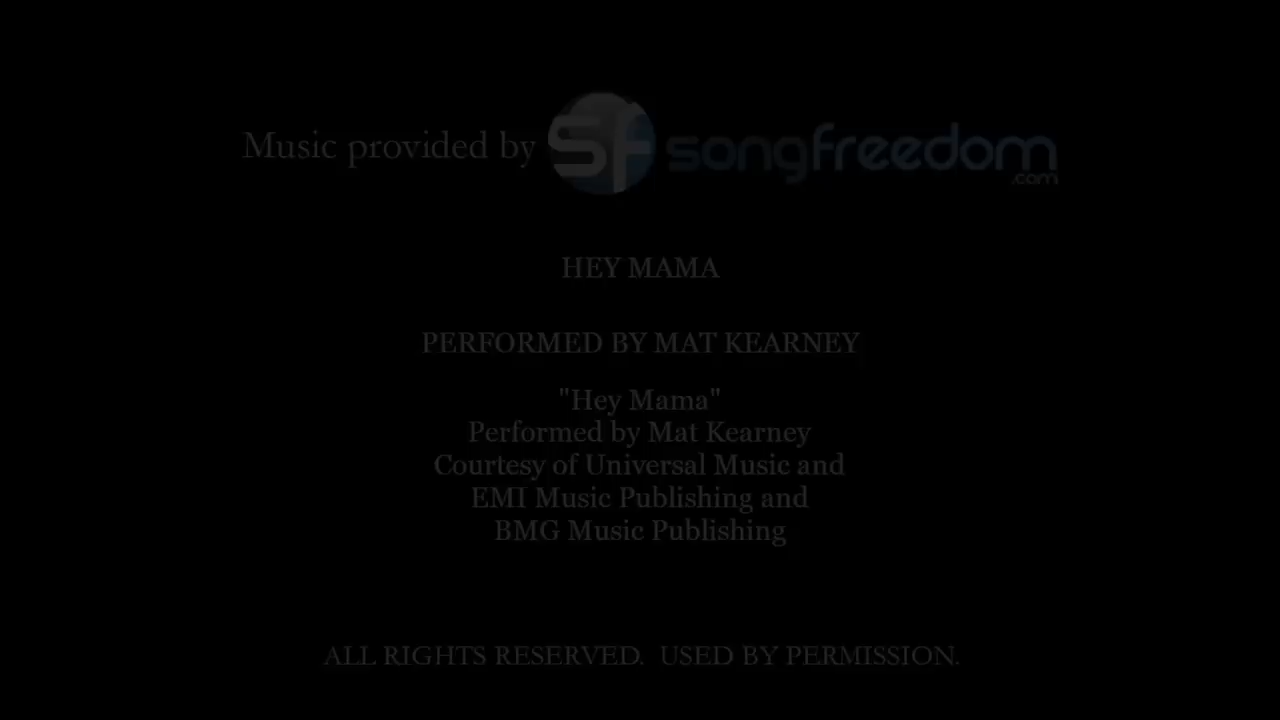 Music provided by SF songfreedom
.com
HEY MAMA
PERFORMED BY MAT KEARNEY
"Hey Mama"
Performed by Mat Kearney
Courtesy of Universal Music and
EMI Music Publishing and
BMG Music Publishing
ALL RIGHTS RESERVED.  USED BY PERMISSION.